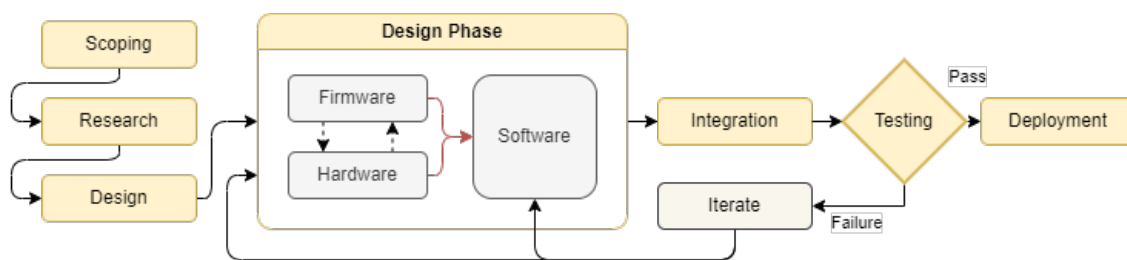 Scoping
Research
Design
Design Phase
Firmware
Hardware
Software
Integration
Testing
Pass
Deployment
Iterate
Failure